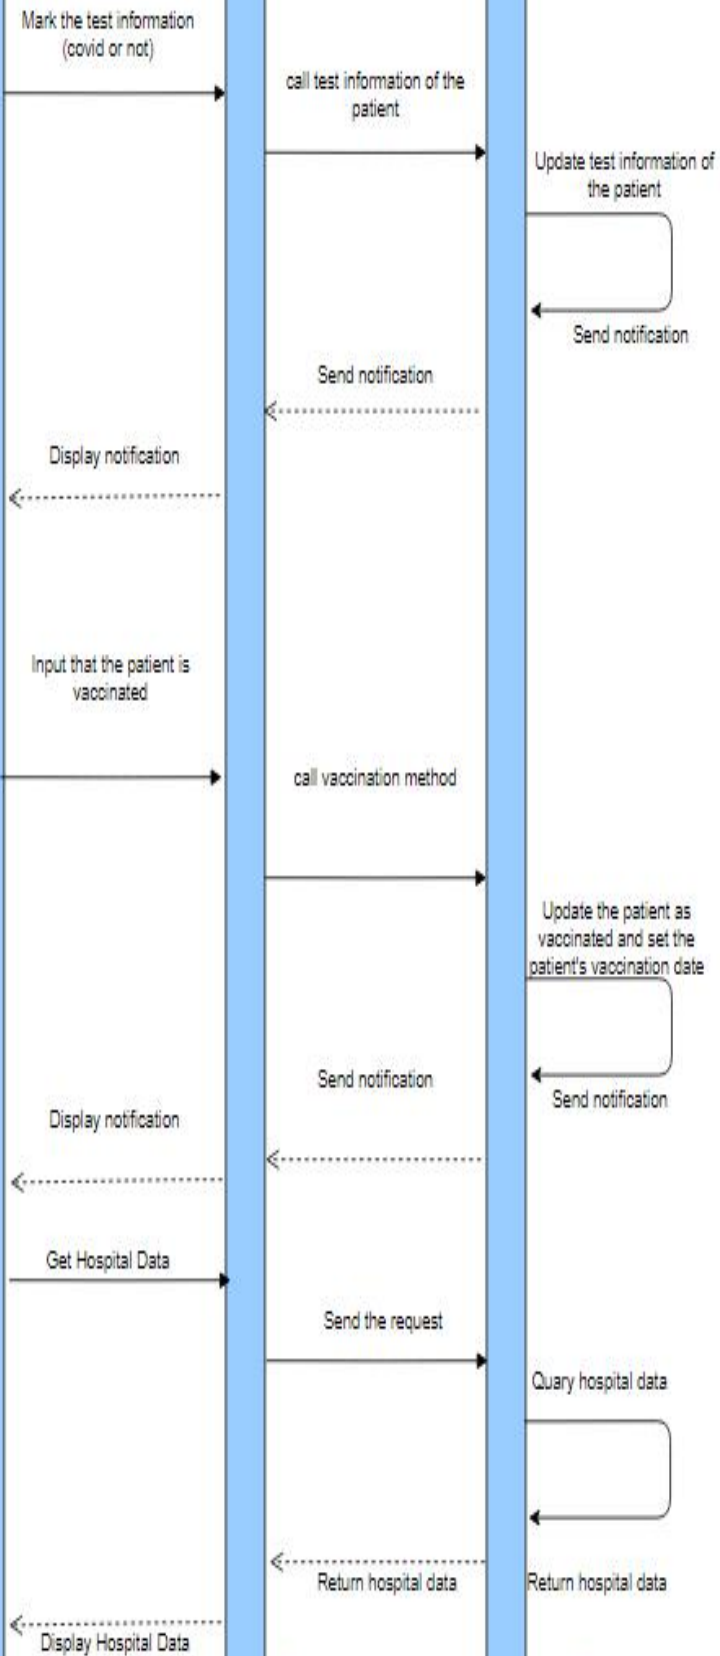 Mark the test information
(covid or not)
call test information of the
patient
Update test information of
the patient
Send notification
Send notification
Display notification
Input that the patient is
vaccinated
call vaccination method
Update the patient as
vaccinated and set the
patient's vaccination date
Send notification
Send notification
Display notification
Get Hospital Data
Send the request
Quary hospital data
Return hospital data
Return hospital data
Display Hospital Data